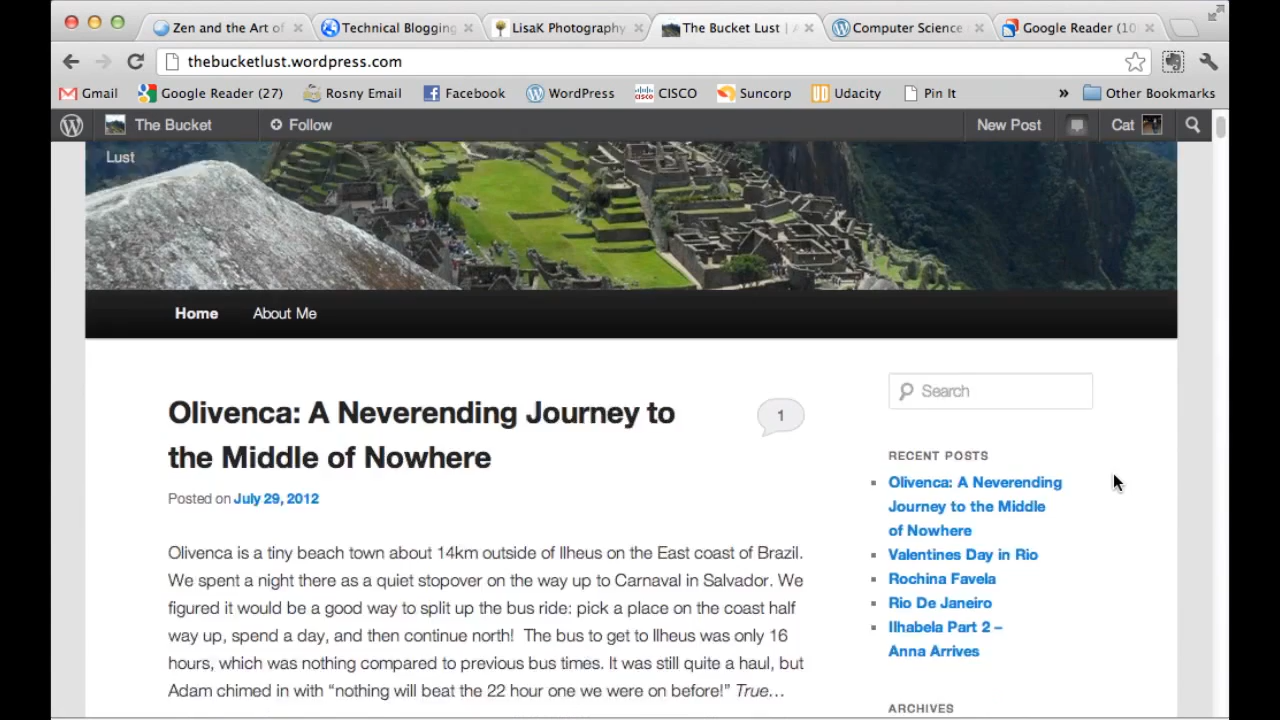 Zen and the Art of
Technical Blogging
LisaK Photography
The Bucket Lust | 
Computer Science
Google Reader (10
thebucketlust.wordpress.com
Gmail
Google Reader (27)
Rosny Email
Facebook
WordPress
CISCO
Suncorp
Udacity
Pin It
»
Other Bookmarks
The Bucket
Lust
Follow
New Post
Cat
Home
About Me
Olivenca: A Neverending Journey to
the Middle of Nowhere
1
Posted on July 29, 2012
Olivenca is a tiny beach town about 14km outside of Ilheus on the East coast of Brazil.
We spent a night there as a quiet stopover on the way up to Carnaval in Salvador. We
figured it would be a good way to split up the bus ride: pick a place on the coast half
way up, spend a day, and then continue north! The bus to get to Ilheus was only 16
hours, which was nothing compared to previous bus times. It was still quite a haul, but
Adam chimed in with “nothing will beat the 22 hour one we were on before!” True…
Search
RECENT POSTS
Olivenca: A Neverending
Journey to the Middle
of Nowhere
Valentines Day in Rio
Rochina Favela
Rio De Janeiro
Ilhabela Part 2 –
Anna Arrives
ARCHIVES